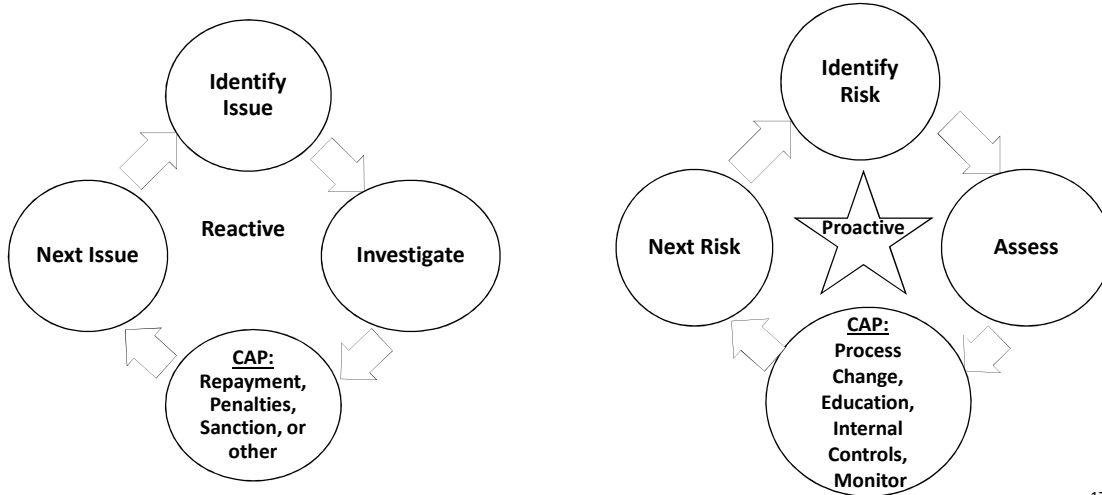 Identify
Issue
Reactive
Next Issue
Investigate
CAP:
Repayment,
Penalties,
Sanction, or
other
Identify
Risk
Proactive
Next Risk
Assess
CAP:
Process
Change,
Education,
Internal
Controls,
Monitor